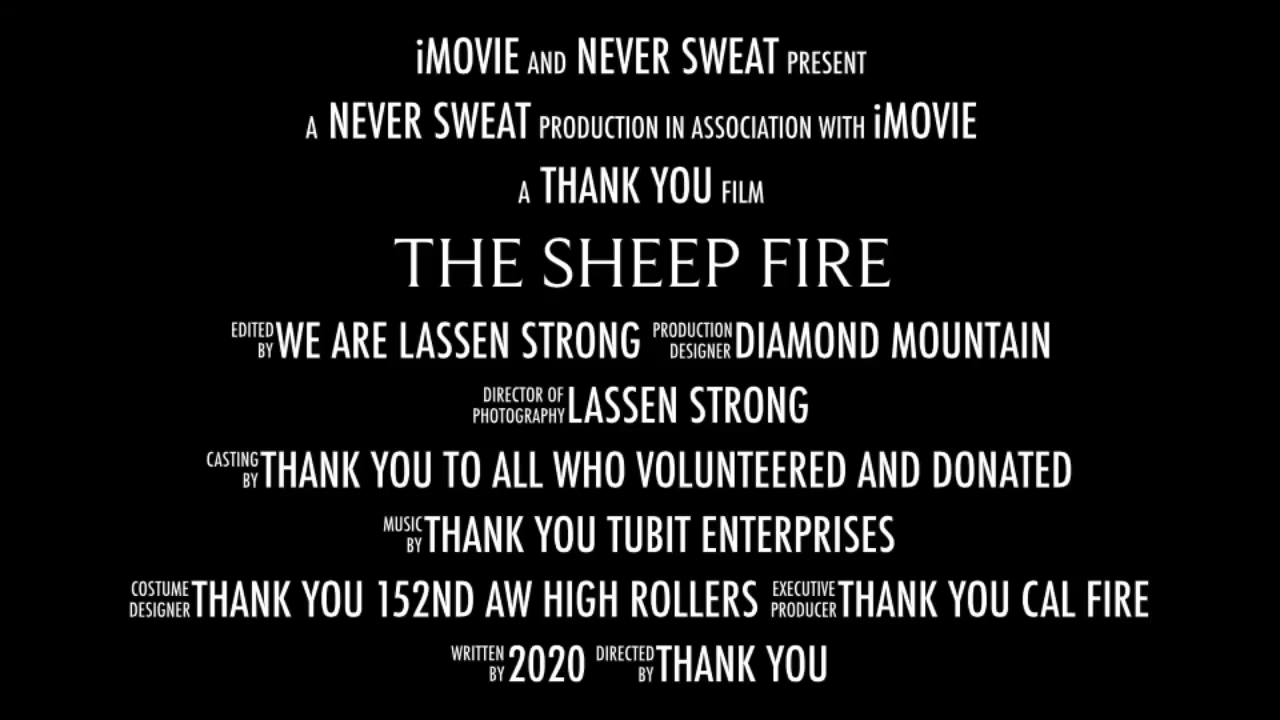 iMOVIE AND NEVER SWEAT PRESENT
A NEVER SWEAT PRODUCTION IN ASSOCIATION WITH iMOVIE
A THANK YOU FILM
THE SHEEP FIRE
EDITED BY WE ARE LASSEN STRONG PRODUCTION DESIGNER DIAMOND MOUNTAIN
DIRECTOR OF PHOTOGRAPHY LASSEN STRONG
CASTING BY THANK YOU TO ALL WHO VOLUNTEERED AND DONATED
MUSIC BY THANK YOU TUBIT ENTERPRISES
COSTUME DESIGNER THANK YOU 152ND AW HIGH ROLLERS EXECUTIVE PRODUCER THANK YOU CAL FIRE
WRITTEN BY 2020 DIRECTED BY THANK YOU